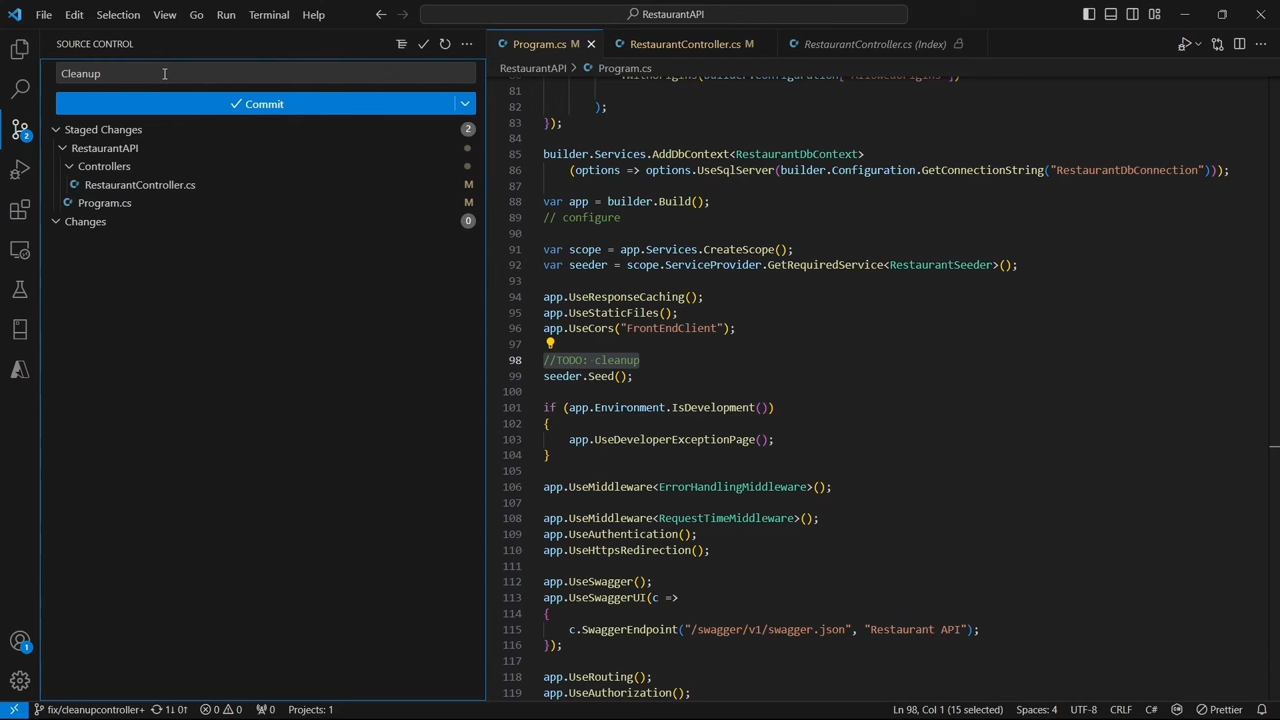 File Edit Selection View Go Run Terminal Help RestaurantAPI
SOURCE CONTROL
Program.cs M
RestaurantController.cs M
RestaurantController.cs (Index)
Cleanup
Commit
Staged Changes 2
RestaurantAPI
Controllers
RestaurantController.cs M
Program.cs M
Changes 0
2
1
RestaurantAPI > Program.cs
81
82 );
83 });
84
85 builder.Services.AddDbContext<RestaurantDbContext>
86 (options => options.UseSqlServer(builder.Configuration.GetConnectionString("RestaurantDbConnection")));
87
88 var app = builder.Build();
89 // configure
90
91 var scope = app.Services.CreateScope();
92 var seeder = scope.ServiceProvider.GetRequiredService<RestaurantSeeder>();
93
94 app.UseResponseCaching();
95 app.UseStaticFiles();
96 app.UseCors("FrontEndClient");
97
98 //TODO: cleanup
99 seeder.Seed();
100
101 if (app.Environment.IsDevelopment())
102 {
103 app.UseDeveloperExceptionPage();
104 }
105
106 app.UseMiddleware<ErrorHandlingMiddleware>();
107
108 app.UseMiddleware<RequestTimeMiddleware>();
109 app.UseAuthentication();
110 app.UseHttpsRedirection();
111
112 app.UseSwagger();
113 app.UseSwaggerUI(c =>
114 {
115 c.SwaggerEndpoint("/swagger/v1/swagger.json", "Restaurant API");
116 });
117
118 app.UseRouting();
119 app.UseAuthorization();
fix/cleanupcontroller+ 1↓ 0↑ 0 0 0 Projects: 1 Ln 98, Col 1 (15 selected) Spaces: 4 UTF-8 CRLF C# Prettier